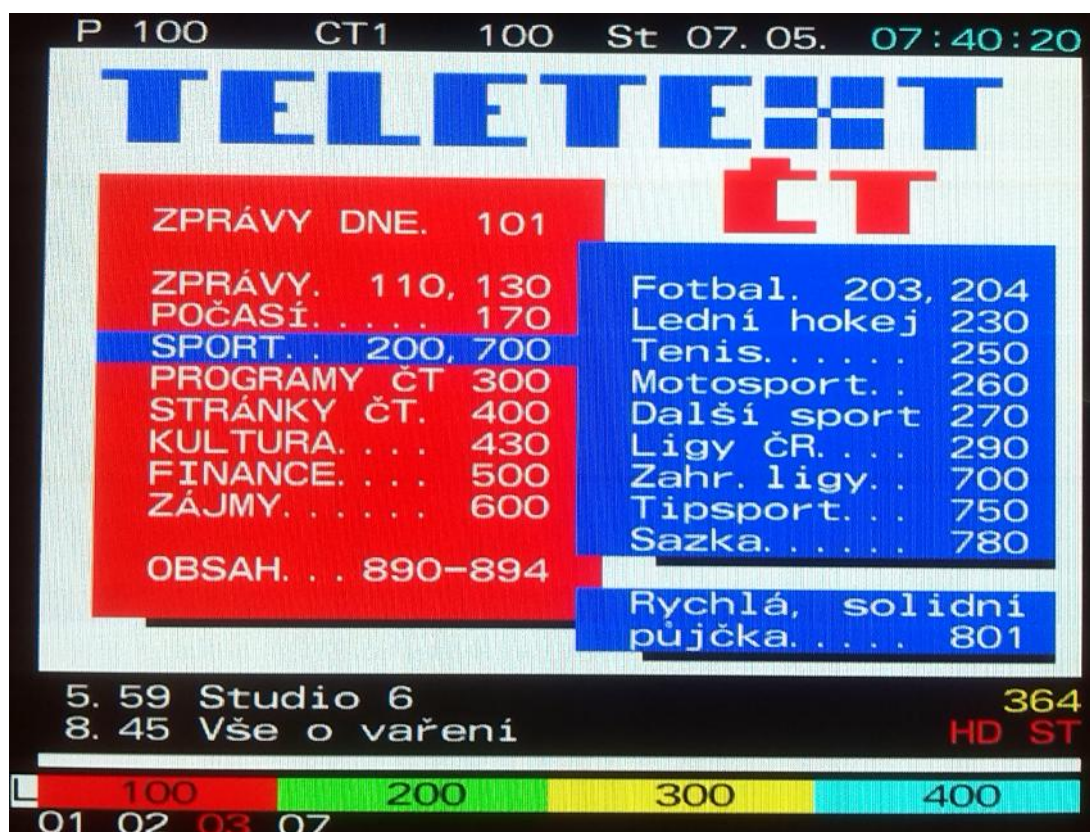 P 100 CT1 100 St 07. 05. 07:40:20
TELETEXT
ČT
ZPRÁVY DNE. 101
ZPRÁVY. 110, 130
POČASÍ..... 170
SPORT.. 200, 700
PROGRAMY ČT 300
STRÁNKY ČT. 400
KULTURA.... 430
FINANCE.... 500
ZÁJMY...... 600
OBSAH... 890-894
Fotbal. 203, 204
Lední hokej 230
Tenis...... 250
Motosport.. 260
Další sport 270
Ligy ČR.... 290
Zahr. ligy.. 700
Tipsport... 750
Sazka...... 780
Rychlá, solidní
půjčka..... 801
5. 59 Studio 6 364
8. 45 Vše o vaření HD ST
L 100 200 300 400
01 02 03 07